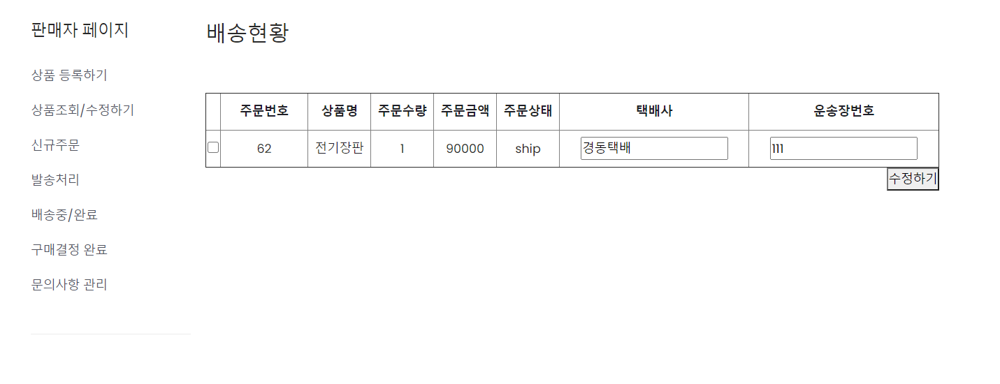 판매자 페이지
상품 등록하기
상품조회/수정하기
신규주문
발송처리
배송중/완료
구매결정 완료
문의사항 관리
배송현황
주문번호 상품명 주문수량 주문금액 주문상태 택배사 운송장번호
62 전기장판 1 90000 ship 경동택배 111
수정하기